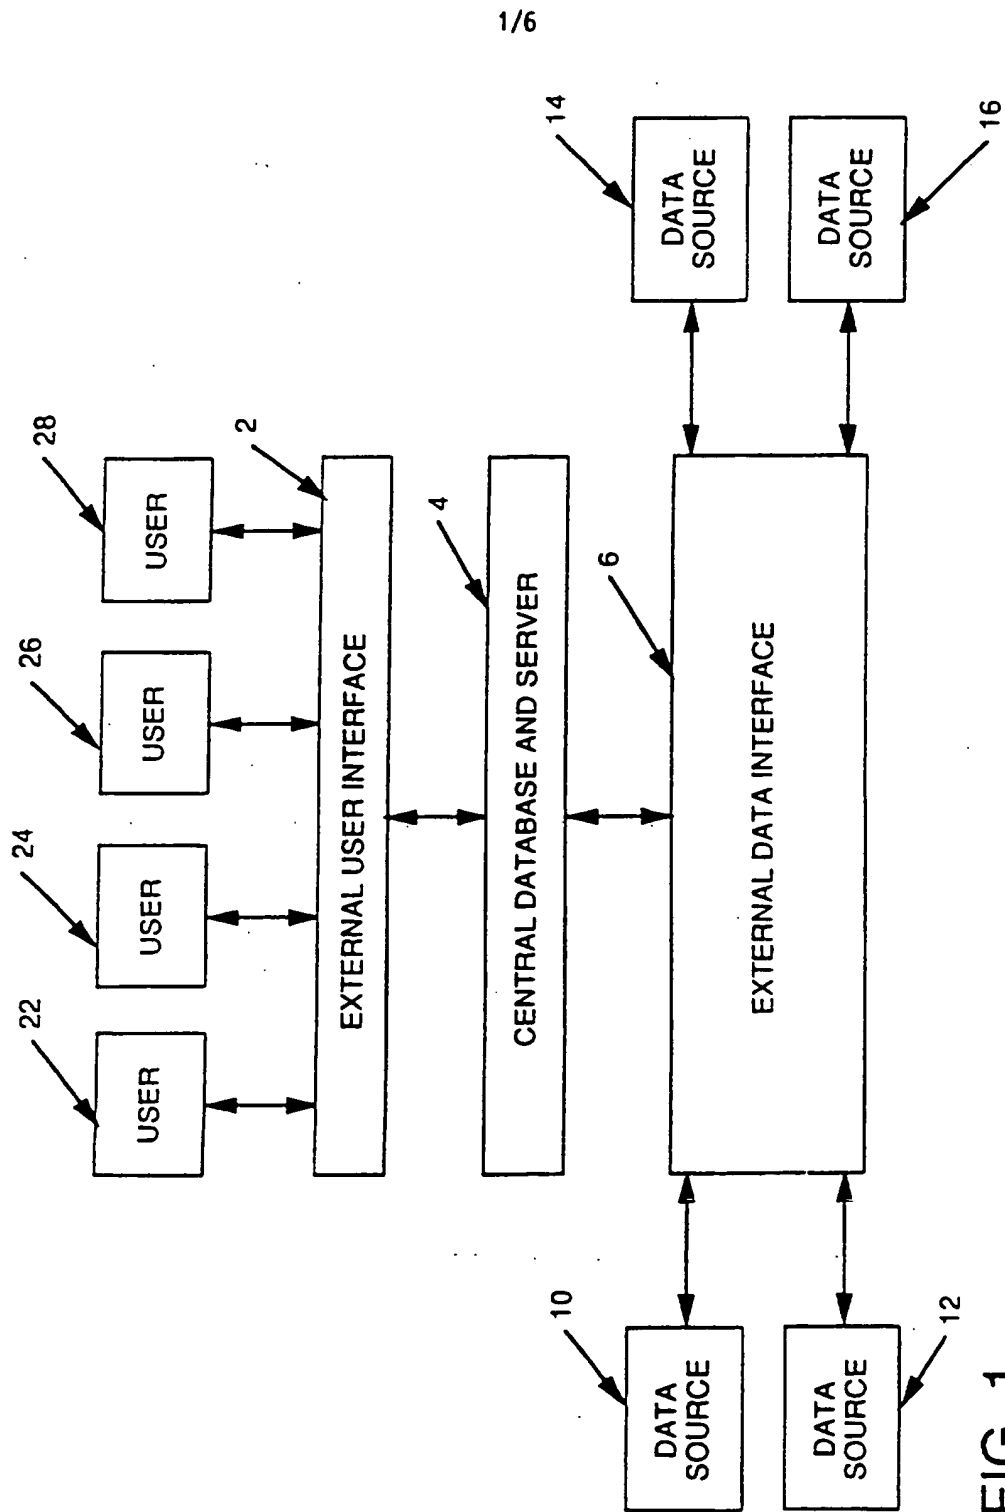 1/6
22
24
26
28
USER
USER
USER
USER
2
EXTERNAL USER INTERFACE
4
CENTRAL DATABASE AND SERVER
10
6
14
DATA
SOURCE
DATA
SOURCE
EXTERNAL DATA INTERFACE
DATA
SOURCE
DATA
SOURCE
12
16
FIG. 1